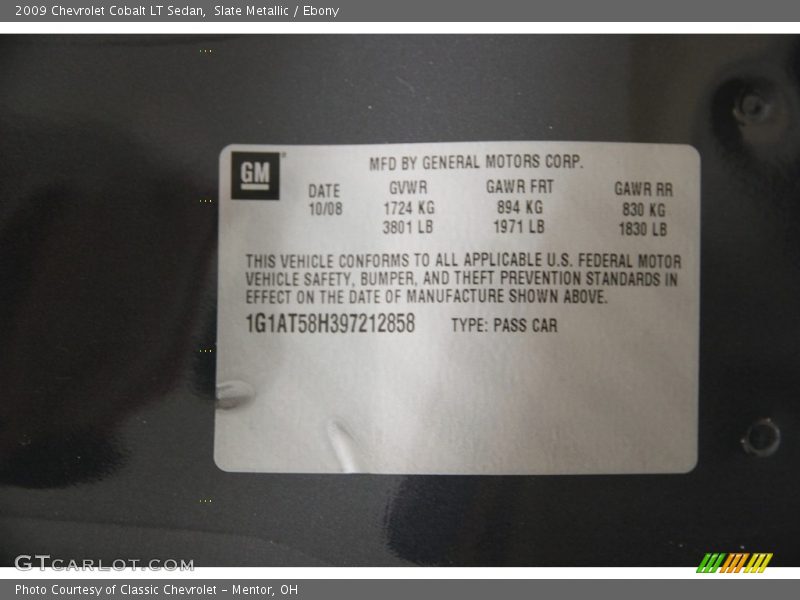 2009 Chevrolet Cobalt LT Sedan, Slate Metallic / Ebony
GM
MFD BY GENERAL MOTORS CORP.
DATE GVWR GAWR FRT GAWR RR
10/08 1724 KG 894 KG 830 KG
3801 LB 1971 LB 1830 LB
THIS VEHICLE CONFORMS TO ALL APPLICABLE U.S. FEDERAL MOTOR
VEHICLE SAFETY, BUMPER, AND THEFT PREVENTION STANDARDS IN
EFFECT ON THE DATE OF MANUFACTURE SHOWN ABOVE.
1G1AT58H397212858 TYPE: PASS CAR
GTCARLOT.COM
Photo Courtesy of Classic Chevrolet - Mentor, OH